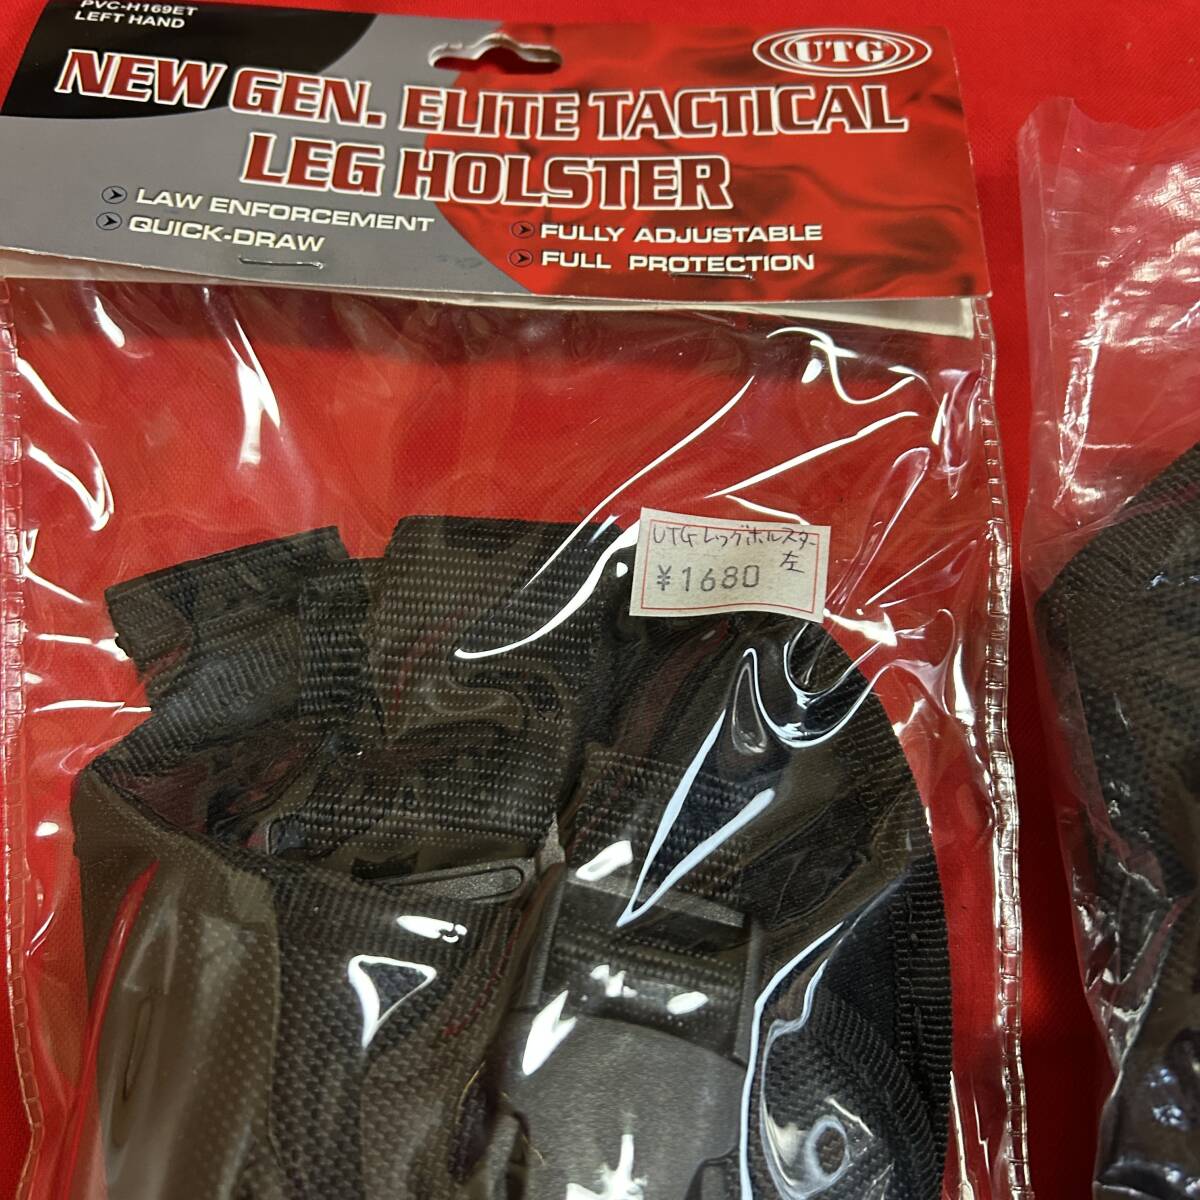 PVC-H169ET
LEFT HAND
UTG
NEW GEN. ELITE TACTICAL
LEG HOLSTER
LAW ENFORCEMENT
QUICK-DRAW
FULLY ADJUSTABLE
FULL PROTECTION
UTG レッグホルスター
左
¥1680